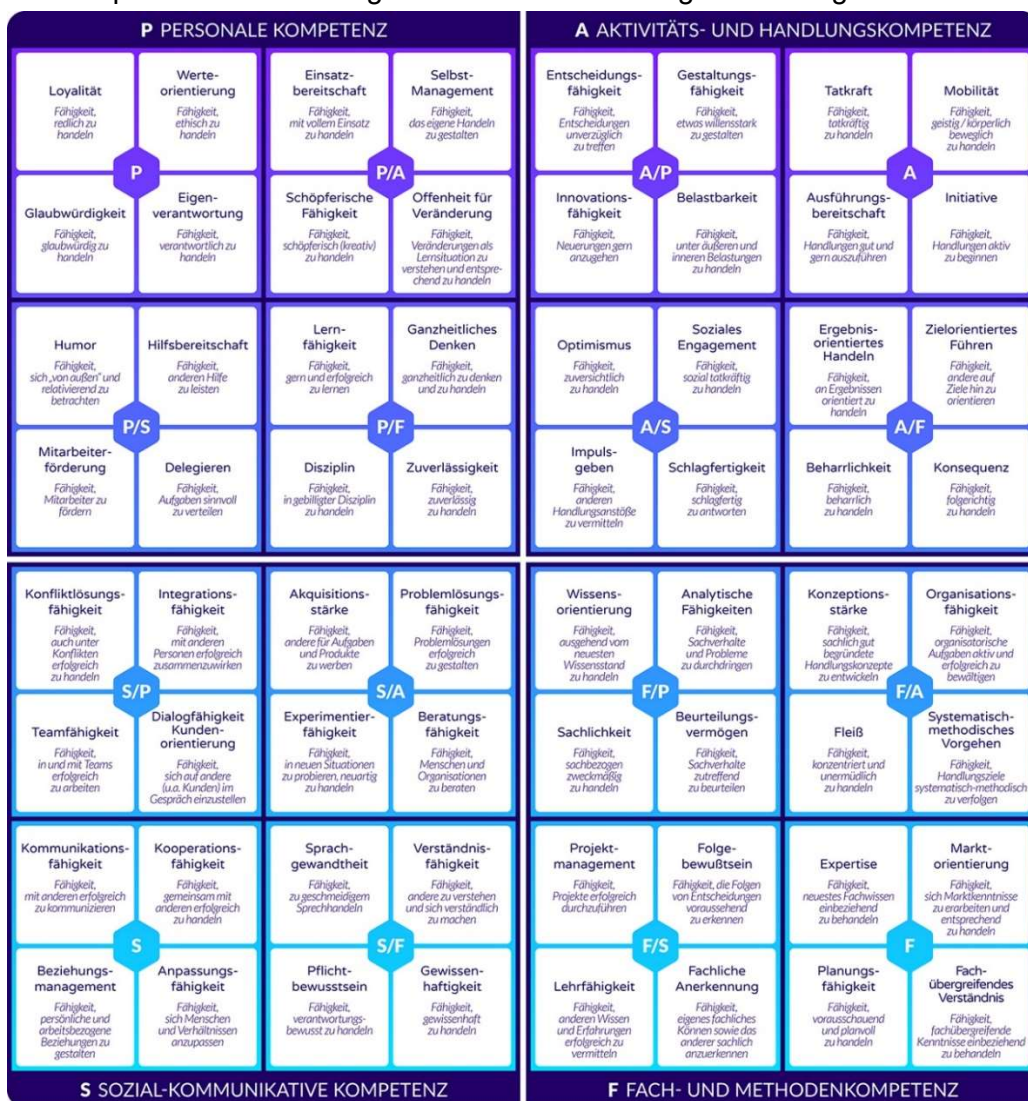 P PERSONALE KOMPETENZ
Loyalität
Fähigkeit,
redlich zu
handeln
Werte-
orientierung
Fähigkeit,
ethisch zu
handeln
P
Glaubwürdigkeit
Fähigkeit,
glaubwürdig zu
handeln
Eigen-
verantwortung
Fähigkeit,
verantwortlich zu
handeln
Einsatz-
bereitschaft
Fähigkeit,
mit vollem Einsatz
zu handeln
Selbst-
Management
Fähigkeit,
das eigene Handeln
zu gestalten
P/A
Schöpferische
Fähigkeit
Fähigkeit,
schöpferisch (kreativ)
zu handeln
Offenheit für
Veränderung
Fähigkeit,
Veränderungen als
Lernsituation zu
verstehen und entspre-
chend zu handeln
Humor
Fähigkeit,
sich „von außen“ und
relativierend zu
betrachten
Hilfsbereitschaft
Fähigkeit,
anderen Hilfe
zu leisten
P/S
Mitarbeiter-
förderung
Fähigkeit,
Mitarbeiter zu
fördern
Delegieren
Fähigkeit,
Aufgaben sinnvoll
zu verteilen
Lern-
fähigkeit
Fähigkeit,
gern und erfolgreich
zu lernen
Ganzheitliches
Denken
Fähigkeit,
ganzheitlich zu denken
und zu handeln
P/F
Disziplin
Fähigkeit,
in gebilligter Disziplin
zu handeln
Zuverlässigkeit
Fähigkeit,
zuverlässig
zu handeln
A AKTIVITÄTS- UND HANDLUNGSKOMPETENZ
Entscheidungs-
fähigkeit
Fähigkeit,
Entscheidungen
unverzüglich
zu treffen
Gestaltungs-
fähigkeit
Fähigkeit,
etwas willensstark
zu gestalten
A/P
Innovations-
fähigkeit
Fähigkeit,
Neuerungen gern
anzugehen
Belastbarkeit
Fähigkeit,
unter äußeren und
inneren Belastungen
zu handeln
Tatkraft
Fähigkeit,
tatkräftig
zu handeln
Mobilität
Fähigkeit,
geistig / körperlich
beweglich
zu handeln
A
Ausführungs-
bereitschaft
Fähigkeit,
Handlungen gut und
gern auszuführen
Initiative
Fähigkeit,
Handlungen aktiv
zu beginnen
Optimismus
Fähigkeit,
zuversichtlich
zu handeln
Soziales
Engagement
Fähigkeit,
sozial tatkräftig
zu handeln
A/S
Impuls-
geben
Fähigkeit,
anderen
Handlungsanstöße
zu vermitteln
Schlagfertigkeit
Fähigkeit,
schlagfertig
zu antworten
Ergebnis-
orientiertes
Handeln
Fähigkeit,
an Ergebnissen
orientiert zu
handeln
Zielorientiertes
Führen
Fähigkeit,
andere auf
Ziele hin zu
orientieren
A/F
Beharrlichkeit
Fähigkeit,
beharrlich
zu handeln
Konsequenz
Fähigkeit,
folgerichtig
zu handeln
Konfliktlösungs-
fähigkeit
Fähigkeit,
auch unter
Konflikten
erfolgreich
zu handeln
Integrations-
fähigkeit
Fähigkeit,
mit anderen
Personen erfolgreich
zusammenzuwirken
S/P
Teamfähigkeit
Fähigkeit,
in und mit Teams
erfolgreich
zu arbeiten
Dialogfähigkeit
Kunden-
orientierung
Fähigkeit,
sich auf andere
(u.a. Kunden) im
Gespräch einzustellen
Akquisitions-
stärke
Fähigkeit,
andere für Aufgaben
und Produkte
zu werben
Problemlösungs-
fähigkeit
Fähigkeit,
Problemlösungen
erfolgreich
zu gestalten
S/A
Experimentier-
fähigkeit
Fähigkeit,
in neuen Situationen
zu probieren, neuartig
zu handeln
Beratungs-
fähigkeit
Fähigkeit,
Menschen und
Organisationen
zu beraten
Kommunikations-
fähigkeit
Fähigkeit,
mit anderen erfolgreich
zu kommunizieren
Kooperations-
fähigkeit
Fähigkeit,
gemeinsam mit
anderen erfolgreich
zu handeln
S
Beziehungs-
management
Fähigkeit,
persönliche und
arbeitsbezogene
Beziehungen zu
gestalten
Anpassungs-
fähigkeit
Fähigkeit,
sich Menschen
und Verhältnissen
anzupassen
Sprach-
gewandtheit
Fähigkeit,
zu geschmeidigem
Sprechhandeln
Verständnis-
fähigkeit
Fähigkeit,
andere zu verstehen
und sich verständlich
zu machen
S/F
Pflicht-
bewusstsein
Fähigkeit,
verantwortungs-
bewusst zu handeln
Gewissen-
haftigkeit
Fähigkeit,
gewissenhaft
zu handeln
S SOZIAL-KOMMUNIKATIVE KOMPETENZ
Wissens-
orientierung
Fähigkeit,
ausgehend vom
neuesten
Wissensstand
zu handeln
Analytische
Fähigkeiten
Fähigkeit,
Sachverhalte
und Probleme
zu durchdringen
F/P
Sachlichkeit
Fähigkeit,
sachbezogen
zweckmäßig
zu handeln
Beurteilungs-
vermögen
Fähigkeit,
Sachverhalte
zutreffend
zu beurteilen
Konzeptions-
stärke
Fähigkeit,
sachlich gut
begründete
Handlungskonzepte
zu entwickeln
Organisations-
fähigkeit
Fähigkeit,
organisatorische
Aufgaben aktiv und
erfolgreich zu
bewältigen
F/A
Fleiß
Fähigkeit,
konzentriert und
unermüdlich
zu handeln
Systematisch-
methodisches
Vorgehen
Fähigkeit,
Handlungsziele
systematisch-methodisch
zu verfolgen
Projekt-
management
Fähigkeit,
Projekte erfolgreich
durchzuführen
Folge-
bewußtsein
Fähigkeit, die Folgen
von Entscheidungen
voraussehend
zu erkennen
F/S
Lehrfähigkeit
Fähigkeit,
anderen Wissen
und Erfahrungen
erfolgreich zu
vermitteln
Fachliche
Anerkennung
Fähigkeit,
eigenes fachliches
Können sowie das
anderer sachlich
anzuerkennen
Expertise
Fähigkeit,
neuestes Fachwissen
einbeziehend
zu behandeln
Markt-
orientierung
Fähigkeit,
sich Marktkenntnisse
zu erarbeiten und
entsprechend
zu handeln
F
Planungs-
fähigkeit
Fähigkeit,
vorausschauend
und planvoll
zu handeln
Fach-
übergreifendes
Verständnis
Fähigkeit,
fachübergreifende
Kenntnisse einbeziehend
zu behandeln
F FACH- UND METHODENKOMPETENZ